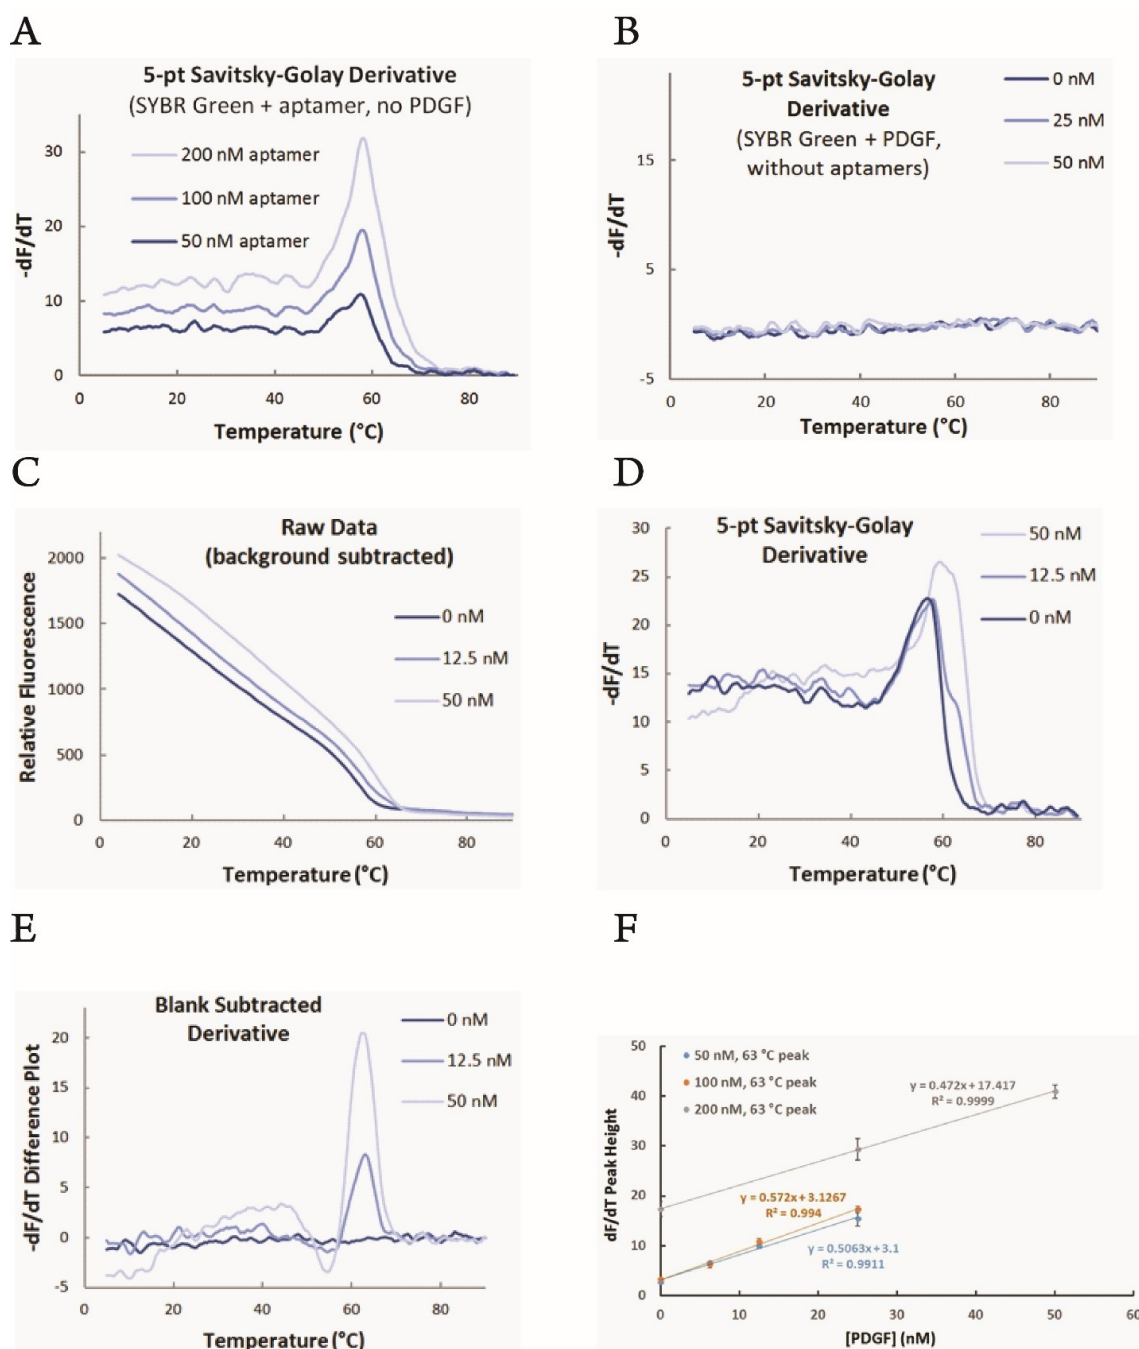 A
5-pt Savitsky-Golay Derivative
(SYBR Green + aptamer, no PDGF)
200 nM aptamer
100 nM aptamer
50 nM aptamer
30
20
10
0
-dF/dT
0 20 40 60 80
Temperature (°C)
B
5-pt Savitsky-Golay
Derivative
(SYBR Green + PDGF,
without aptamers)
0 nM
25 nM
50 nM
15
5
-5
-dF/dT
0 20 40 60 80
Temperature (°C)
C
Raw Data
(background subtracted)
0 nM
12.5 nM
50 nM
2000
1500
1000
500
0
Relative Fluorescence
0 20 40 60 80
Temperature (°C)
D
5-pt Savitsky-Golay
Derivative
50 nM
12.5 nM
0 nM
30
25
20
15
10
5
0
-dF/dT
0 20 40 60 80
Temperature (°C)
E
Blank Subtracted
Derivative
0 nM
12.5 nM
50 nM
20
15
10
5
0
-5
-dF/dT Difference Plot
0 20 40 60 80
Temperature (°C)
F
50 nM, 63 °C peak
100 nM, 63 °C peak
200 nM, 63 °C peak
y = 0.472x + 17.417
R² = 0.9999
y = 0.572x + 3.1267
R² = 0.994
y = 0.5063x + 3.1
R² = 0.9911
50
40
30
20
10
0
dF/dT Peak Height
0 10 20 30 40 50 60
[PDGF] (nM)